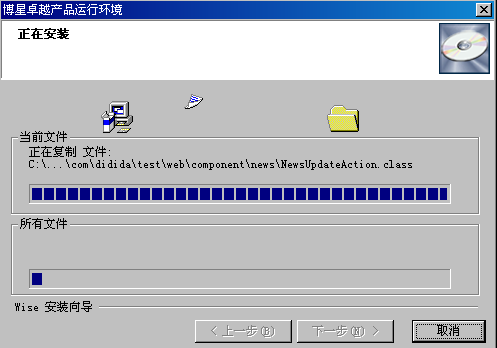 博星卓越产品运行环境
正在安装
当前文件
正在复制 文件:
C:\...\com\didida\test\web\component\news\NewsUpdateAction.class
所有文件
Wise 安装向导
< 上一步(B)
下一步(N) >
取消